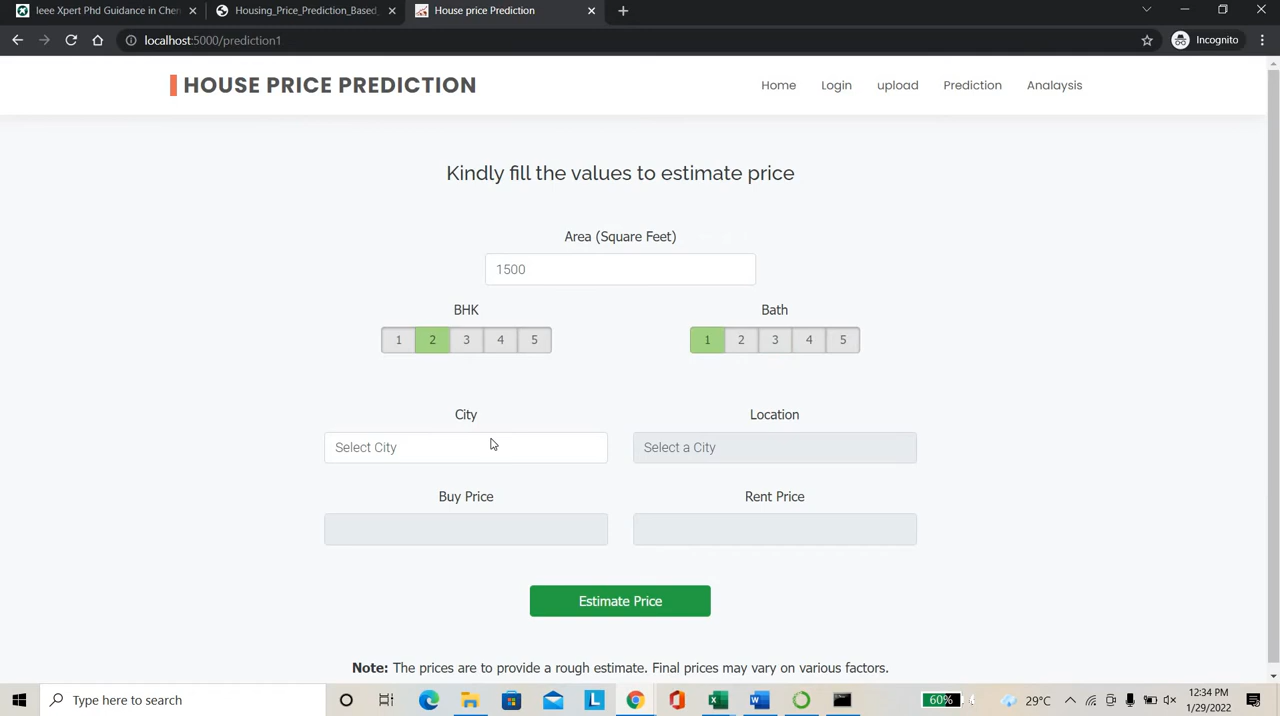 Ieee Xpert Phd Guidance in Chen
Housing_Price_Prediction_Based_
House price Prediction
localhost:5000/prediction1
Incognito
HOUSE PRICE PREDICTION
Home Login upload Prediction Analaysis
Kindly fill the values to estimate price
Area (Square Feet)
1500
BHK Bath
1 2 3 4 5 1 2 3 4 5
City Location
Select City Select a City
Buy Price Rent Price
Estimate Price
Note: The prices are to provide a rough estimate. Final prices may vary on various factors.
Type here to search
60%
29°C
12:34 PM
1/29/2022